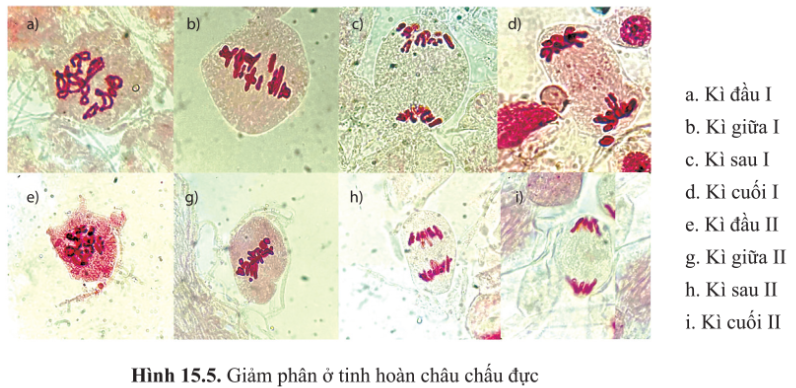 a)
b)
c)
d)
e)
g)
h)
i)
a. Kì đầu I
b. Kì giữa I
c. Kì sau I
d. Kì cuối I
e. Kì đầu II
g. Kì giữa II
h. Kì sau II
i. Kì cuối II
Hình 15.5. Giảm phân ở tinh hoàn châu chấu đực